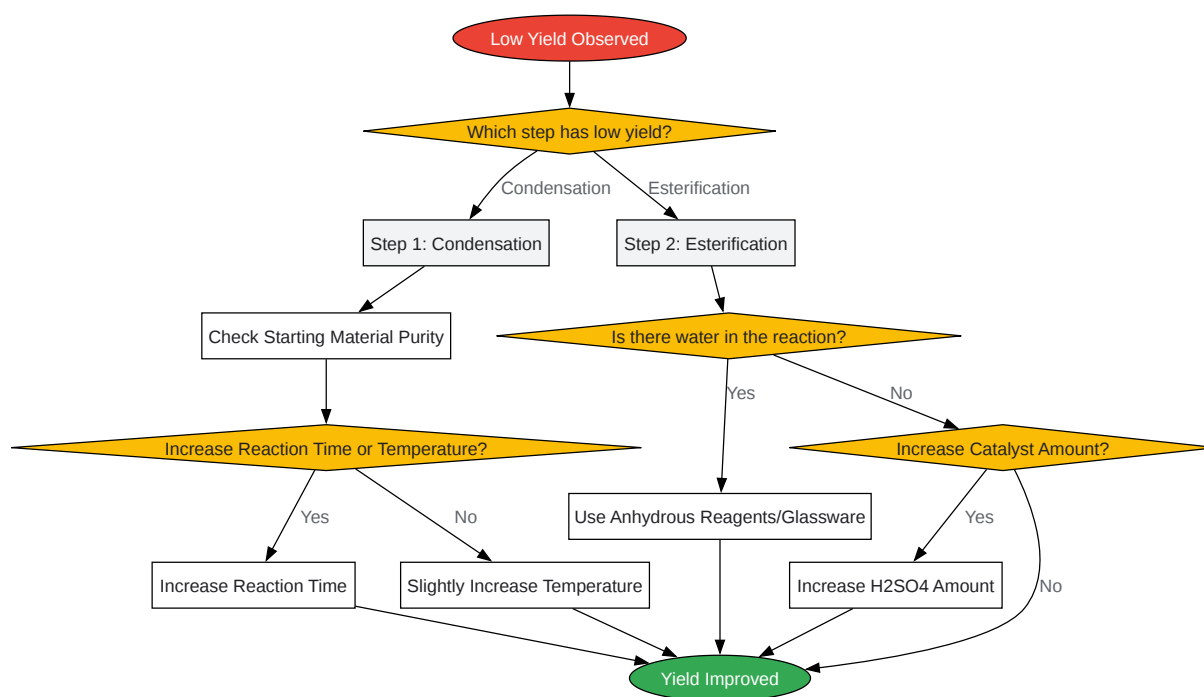 Low Yield Observed
Which step has low yield?
Condensation
Esterification
Step 1: Condensation
Step 2: Esterification
Check Starting Material Purity
Is there water in the reaction?
Yes
No
Increase Reaction Time or Temperature?
Increase Catalyst Amount?
Yes
No
Use Anhydrous Reagents/Glassware
Yes
Increase Reaction Time
Slightly Increase Temperature
Increase H2SO4 Amount
No
Yield Improved